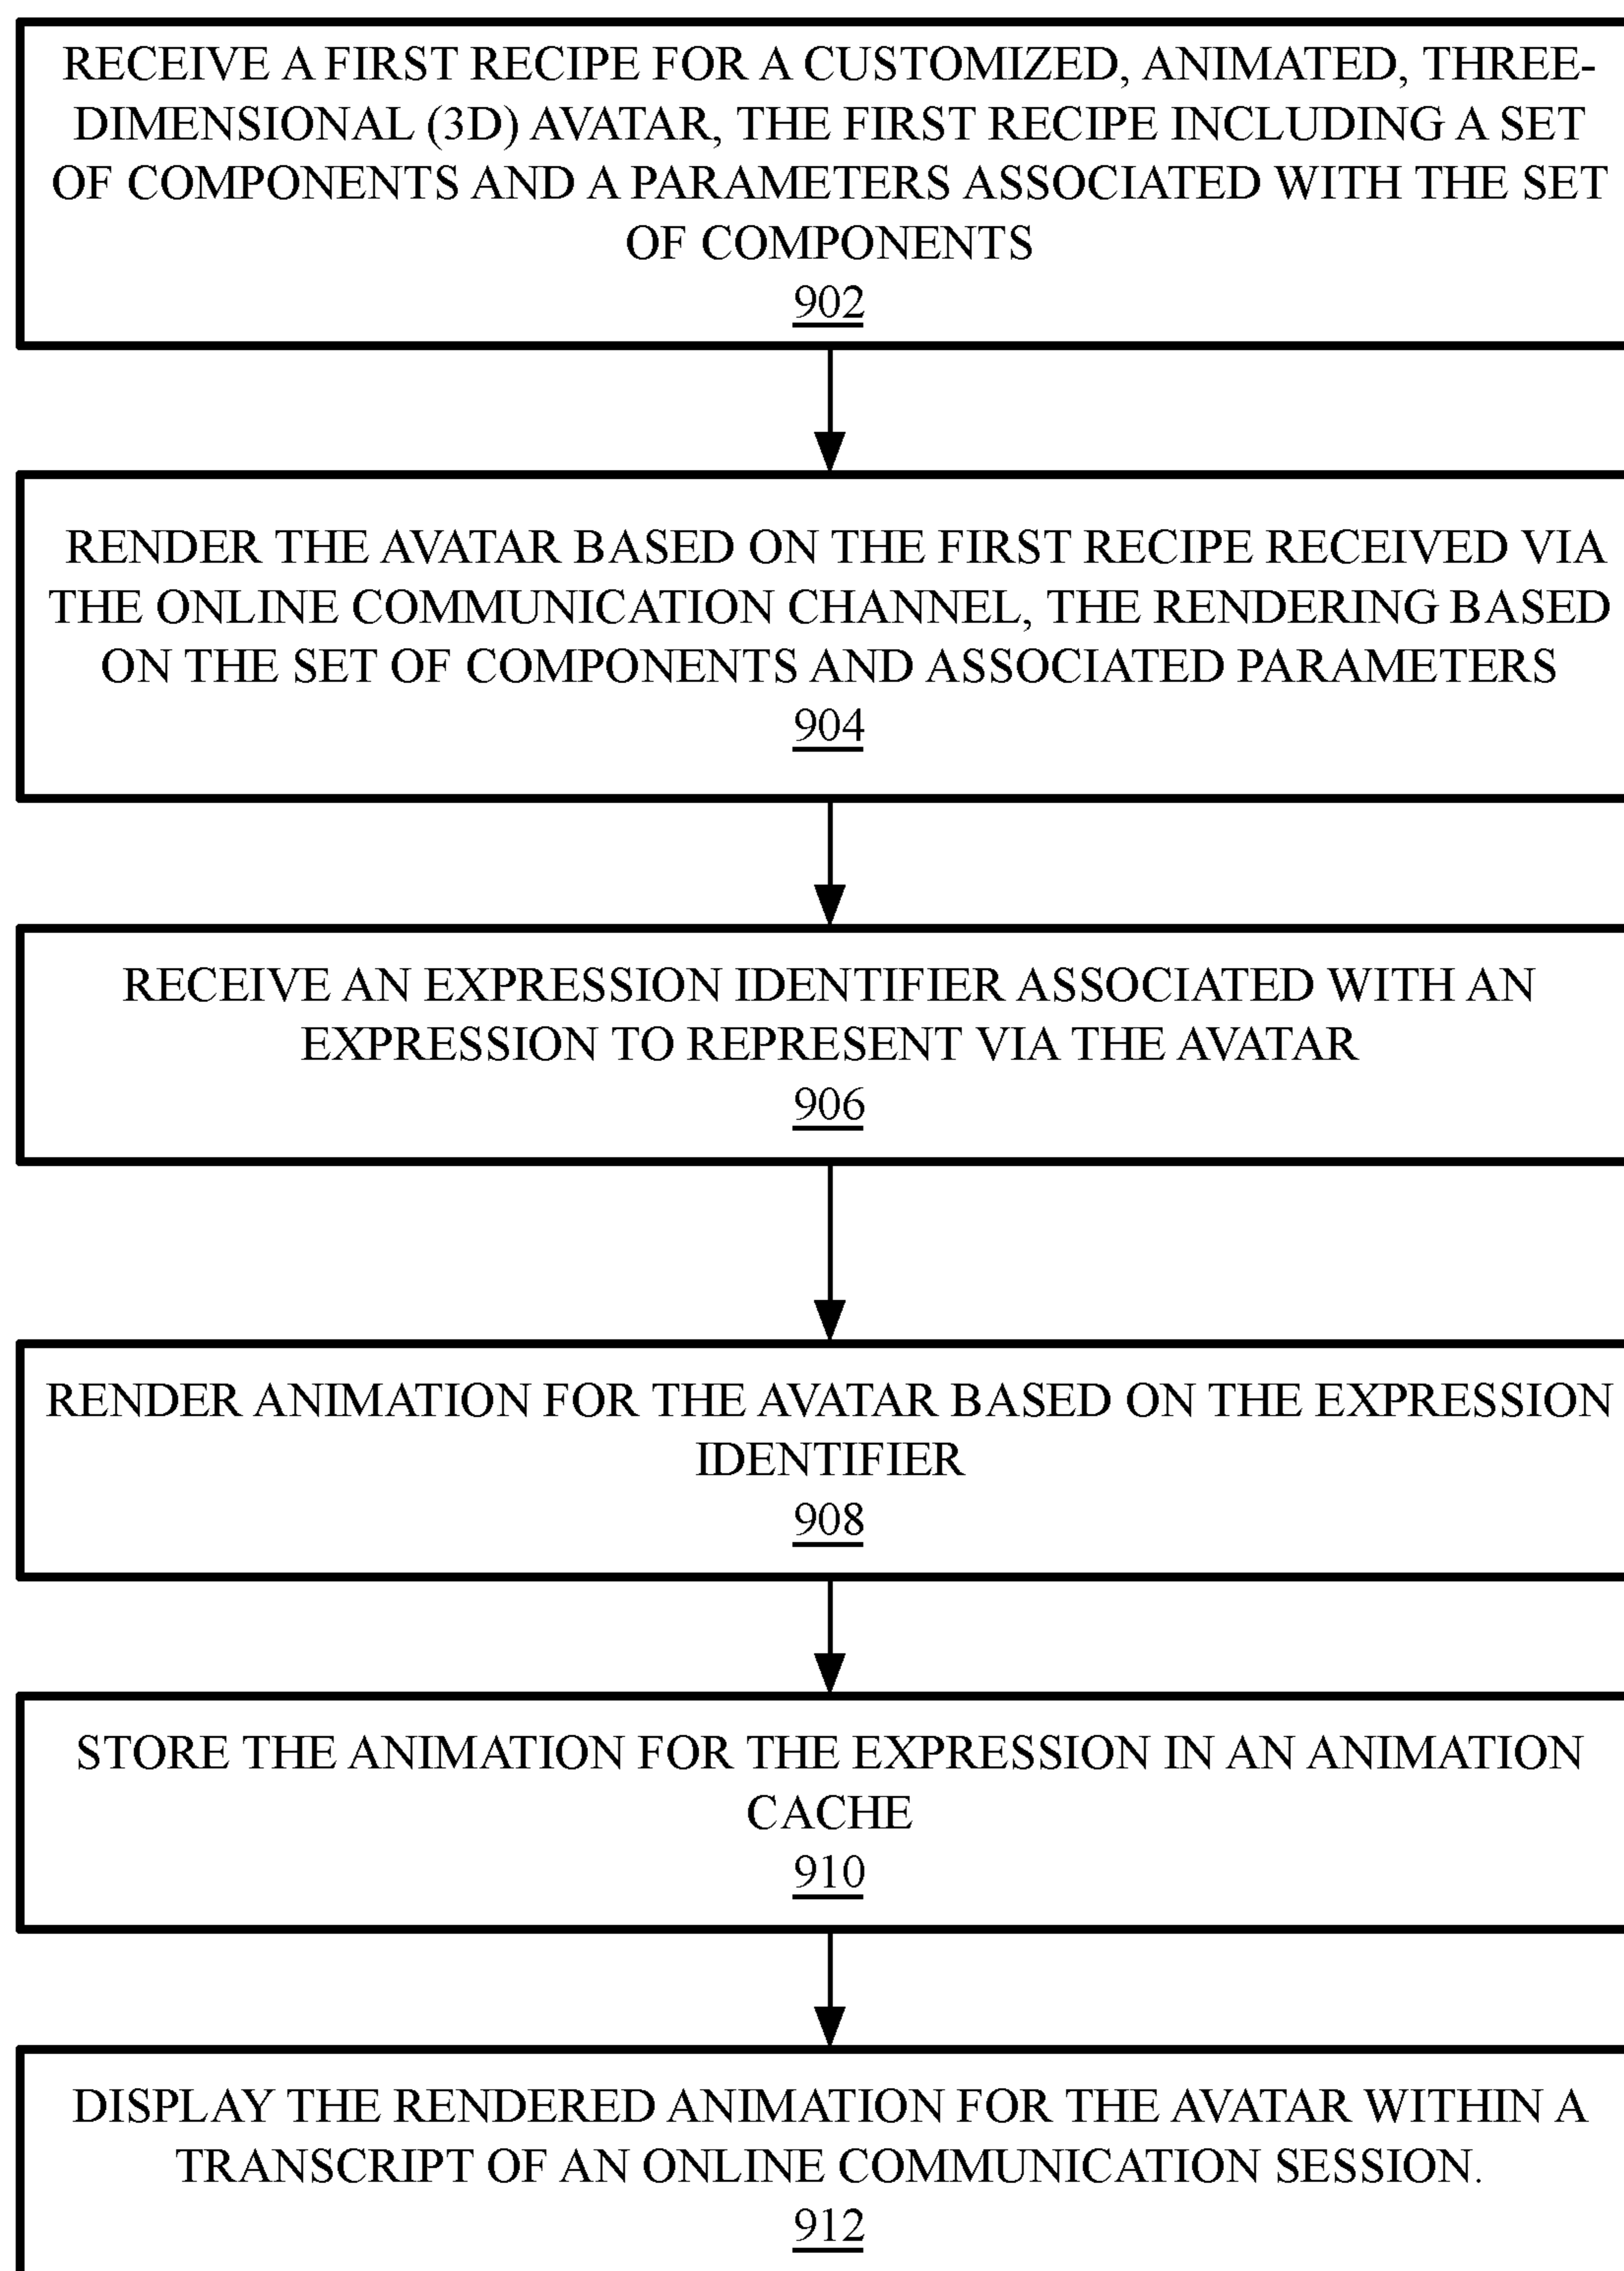 RECEIVE A FIRST RECIPE FOR A CUSTOMIZED, ANIMATED, THREE-
DIMENSIONAL (3D) AVATAR, THE FIRST RECIPE INCLUDING A SET
OF COMPONENTS AND A PARAMETERS ASSOCIATED WITH THE SET
OF COMPONENTS
902
RENDER THE AVATAR BASED ON THE FIRST RECIPE RECEIVED VIA
THE ONLINE COMMUNICATION CHANNEL, THE RENDERING BASED
ON THE SET OF COMPONENTS AND ASSOCIATED PARAMETERS
904
RECEIVE AN EXPRESSION IDENTIFIER ASSOCIATED WITH AN
EXPRESSION TO REPRESENT VIA THE AVATAR
906
RENDER ANIMATION FOR THE AVATAR BASED ON THE EXPRESSION
IDENTIFIER
908
STORE THE ANIMATION FOR THE EXPRESSION IN AN ANIMATION
CACHE
910
DISPLAY THE RENDERED ANIMATION FOR THE AVATAR WITHIN A
TRANSCRIPT OF AN ONLINE COMMUNICATION SESSION.
912